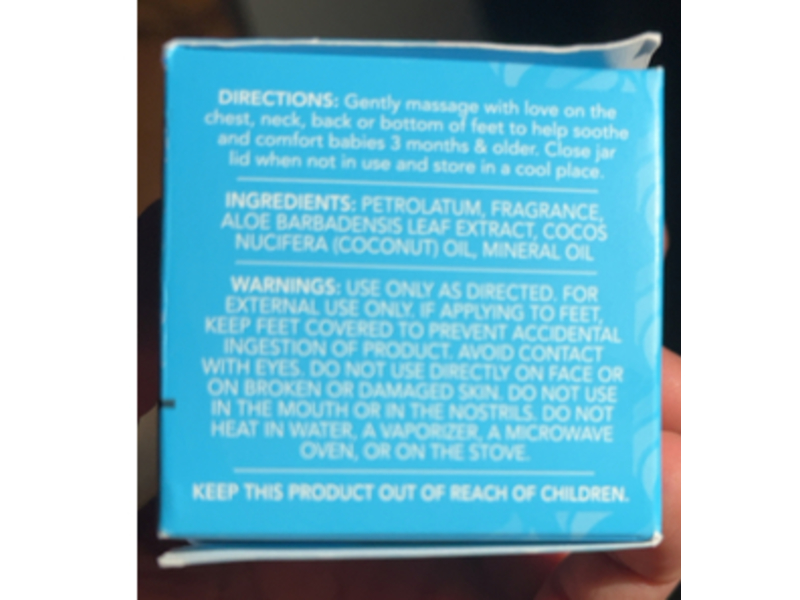 DIRECTIONS: Gently massage with love on the
chest, neck, back or bottom of feet to help soothe
and comfort babies 3 months & older. Close jar
lid when not in use and store in a cool place.
INGREDIENTS: PETROLATUM, FRAGRANCE,
ALOE BARBADENSIS LEAF EXTRACT, COCOS
NUCIFERA (COCONUT) OIL, MINERAL OIL
WARNINGS: USE ONLY AS DIRECTED. FOR
EXTERNAL USE ONLY. IF APPLYING TO FEET,
KEEP FEET COVERED TO PREVENT ACCIDENTAL
INGESTION OF PRODUCT. AVOID CONTACT
WITH EYES. DO NOT USE DIRECTLY ON FACE OR
ON BROKEN OR DAMAGED SKIN. DO NOT USE
IN THE MOUTH OR IN THE NOSTRILS. DO NOT
HEAT IN WATER, A VAPORIZER, A MICROWAVE
OVEN, OR ON THE STOVE.
KEEP THIS PRODUCT OUT OF REACH OF CHILDREN.